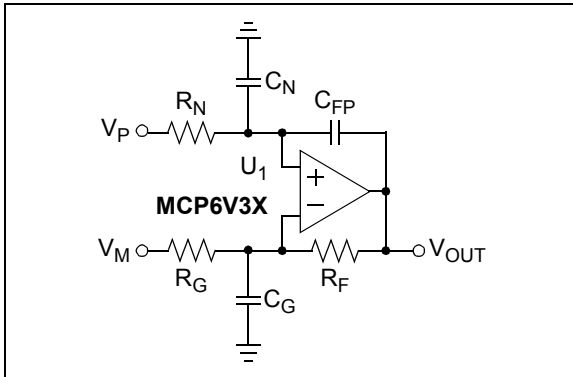 C_N
R_N
C_FP
V_P
U_1
+
MCP6V3X
−
V_M
V_OUT
R_G
R_F
C_G